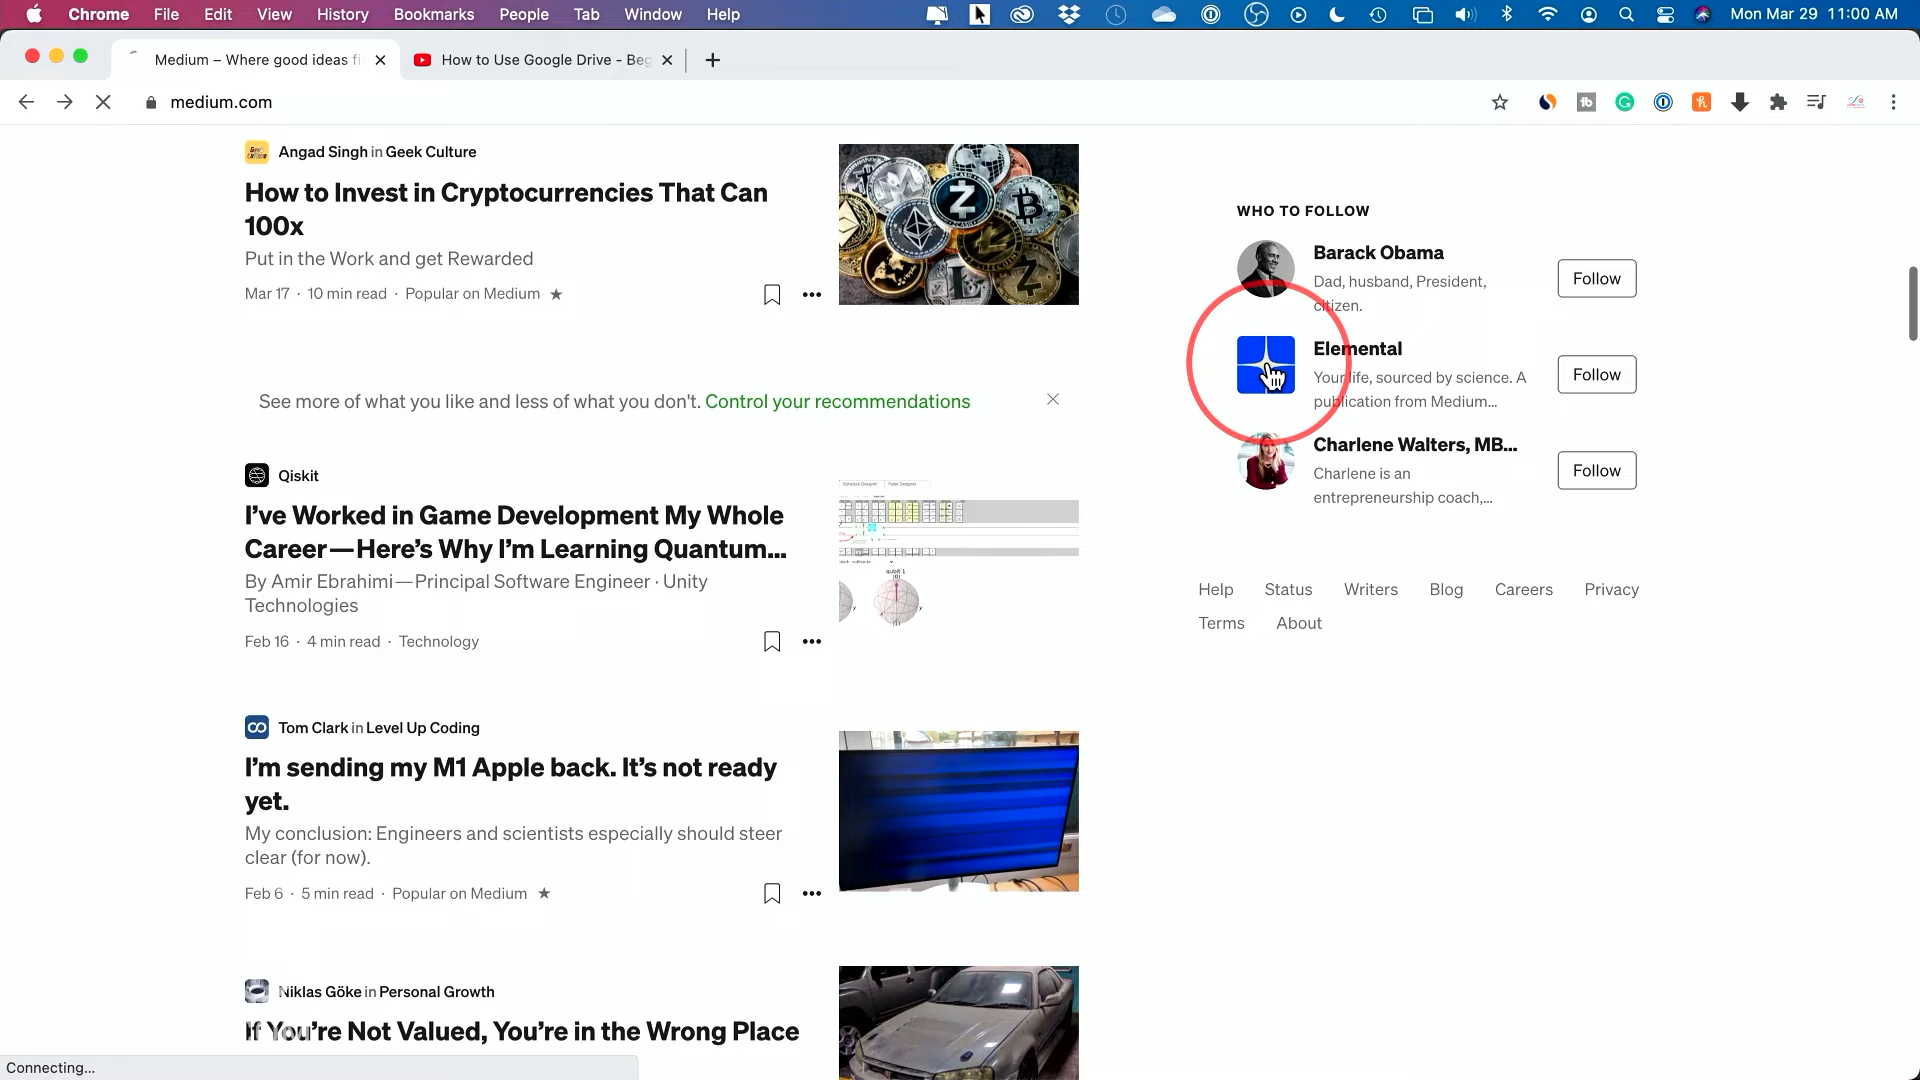 Chrome File Edit View History Bookmarks People Tab Window Help Mon Mar 29 11:00 AM
Medium – Where good ideas fi
How to Use Google Drive - Beg
medium.com
Angad Singh in Geek Culture
How to Invest in Cryptocurrencies That Can
100x
Put in the Work and get Rewarded
Mar 17 · 10 min read · Popular on Medium ★
See more of what you like and less of what you don't. Control your recommendations
Qiskit
I’ve Worked in Game Development My Whole
Career — Here’s Why I’m Learning Quantum…
By Amir Ebrahimi — Principal Software Engineer · Unity
Technologies
Feb 16 · 4 min read · Technology
qubit 1
Tom Clark in Level Up Coding
I’m sending my M1 Apple back. It’s not ready
yet.
My conclusion: Engineers and scientists especially should steer
clear (for now).
Feb 6 · 5 min read · Popular on Medium ★
Niklas Göke in Personal Growth
If You’re Not Valued, You’re in the Wrong Place
WHO TO FOLLOW
Barack Obama
Dad, husband, President,
citizen.
Follow
Elemental
Your life, sourced by science. A
publication from Medium…
Follow
Charlene Walters, MB…
Charlene is an
entrepreneurship coach,…
Follow
Help Status Writers Blog Careers Privacy
Terms About
Connecting...